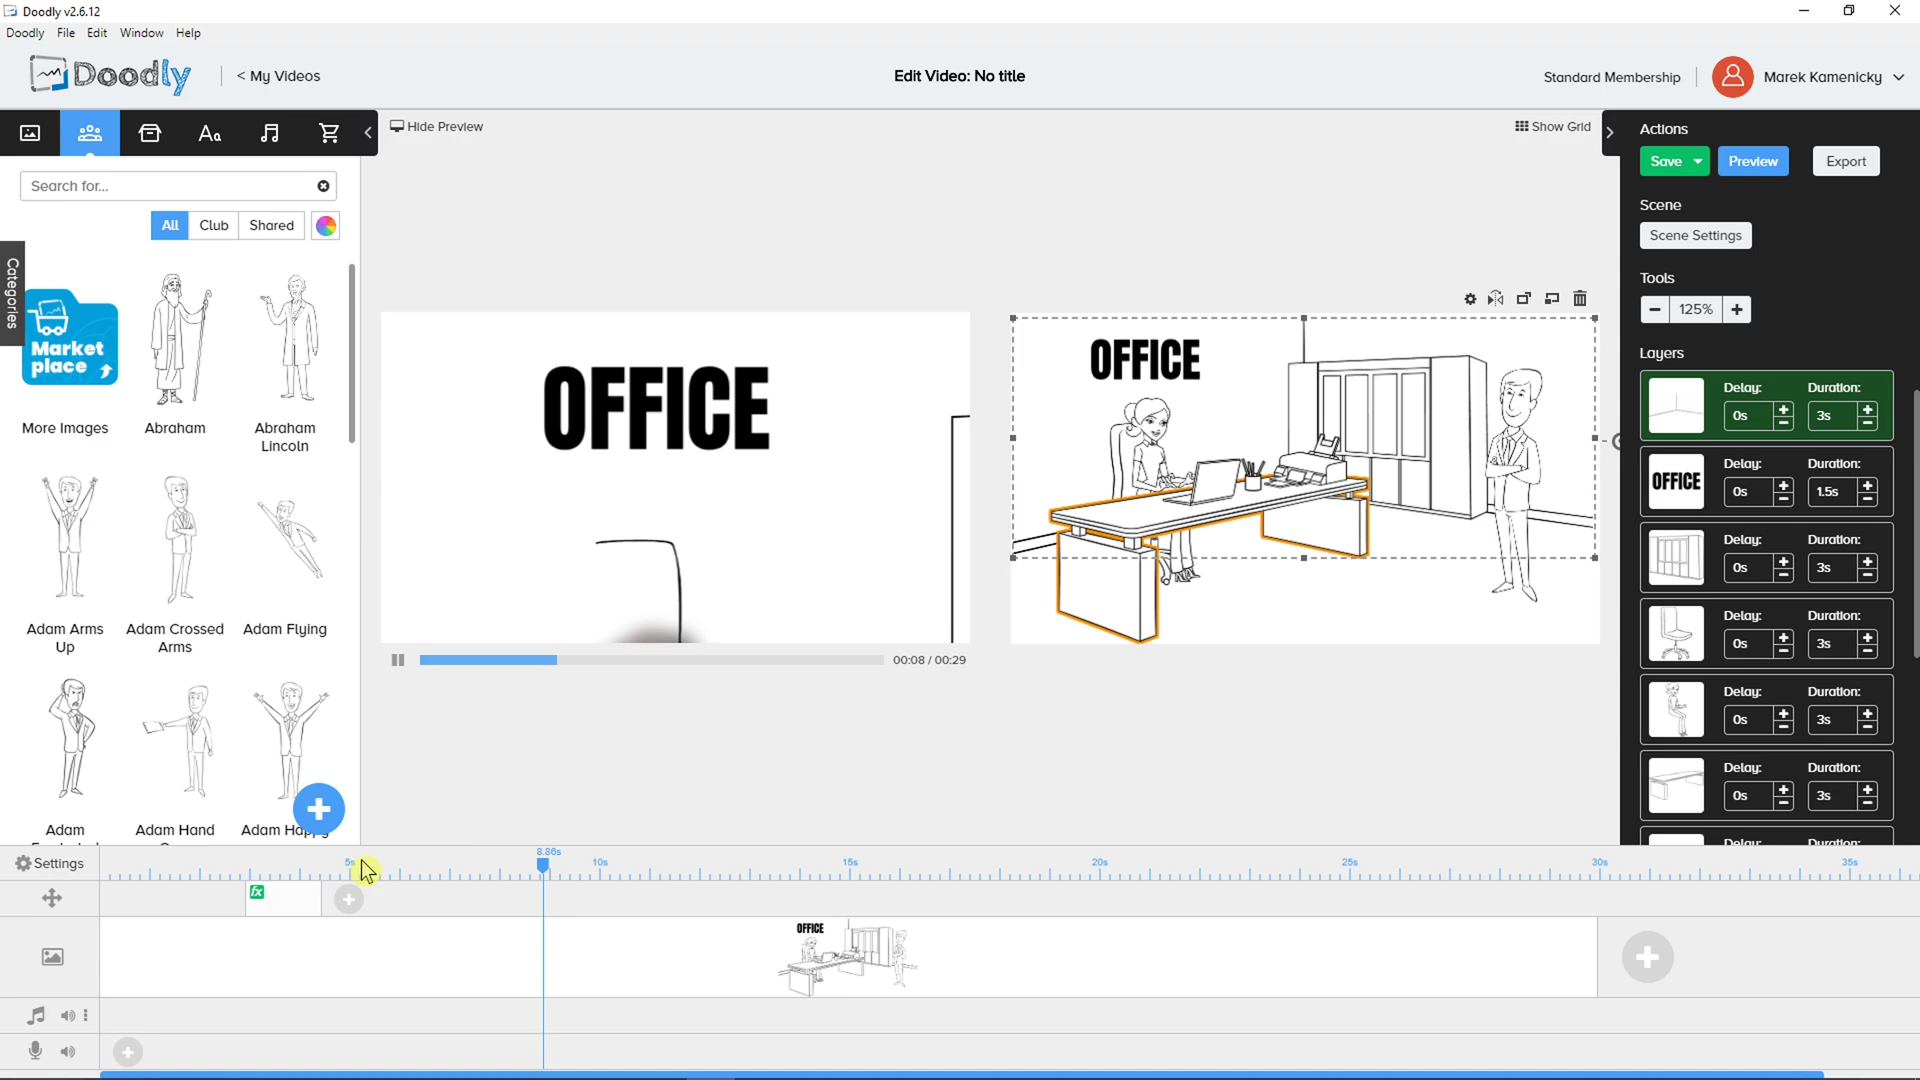 Doodly v2.6.12
Doodly File Edit Window Help
Doodly
< My Videos
Edit Video: No title
Standard Membership
Marek Kamenicky
Aa
Hide Preview
Show Grid
Search for...
All Club Shared
Categories
Market place
More Images
Abraham
Abraham Lincoln
Adam Arms Up
Adam Crossed Arms
Adam Flying
Adam
Adam Hand
Adam Happy
OFFICE
00:08 / 00:29
OFFICE
Actions
Save Preview Export
Scene
Scene Settings
Tools
125%
Layers
Delay: Duration:
0s 3s
OFFICE
Delay: Duration:
0s 1.5s
Delay: Duration:
0s 3s
Delay: Duration:
0s 3s
Delay: Duration:
0s 3s
Delay: Duration:
0s 3s
Settings
5s 8.86s 10s 15s 20s 25s 30s 35s
fx
OFFICE